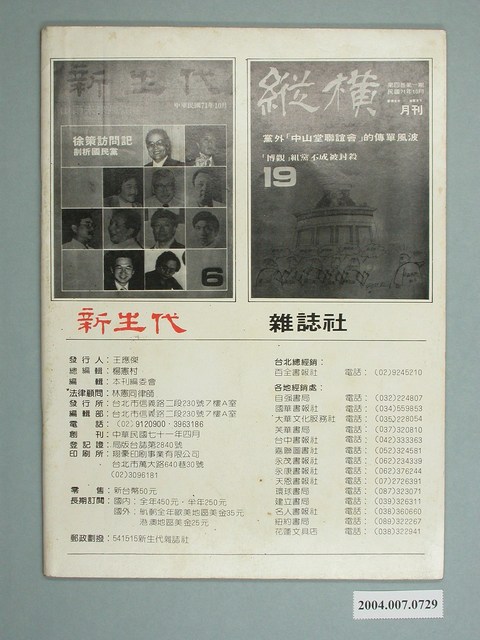 新生代
中華民國71年10月
徐策訪問記
剖析國民黨
6
縱橫
月刊
黨外「中山堂聯誼會」的傳單風波
「博觀」組黨不成被封殺
19
新生代 雜誌社
發行人：王應傑
總編輯：楊憲村
編輯：本刊編委會
法律顧問：林憲同律師
發行所：台北市信義路二段230號7樓A室
編輯部：台北市信義路二段230號7樓A室
電話：(02)9120900・3963186
創刊：中華民國七十一年四月
登記證：局版台誌第2840號
印刷所：翊豪印刷事業有限公司
台北市萬大路640巷30號
(02)3096181
零售：新台幣50元
長期訂閱：國內：全年450元・半年250元
國外：航郵全年歐美地區美金35元
港澳地區美金25元
郵政劃撥：541515新生代雜誌社
台北總經銷：
百全書報社 電話：(02)9245210
各地經銷處：
自強書局 電話：(032)224807
國華書報社 電話：(034)559853
大華文化服務社 電話：(035)228054
芙華書局 電話：(037)320810
台中書報社 電話：(042)333363
嘉聯圖書社 電話：(052)324581
永茂書報社 電話：(062)234339
永康書報社 電話：(062)376244
天恩書報社 電話：(07)2726391
環球書局 電話：(087)323071
建立書局 電話：(039)326311
名人書報社 電話：(038)360660
紐約書局 電話：(089)322267
花蓮文具店 電話：(038)322941
2004.007.0729